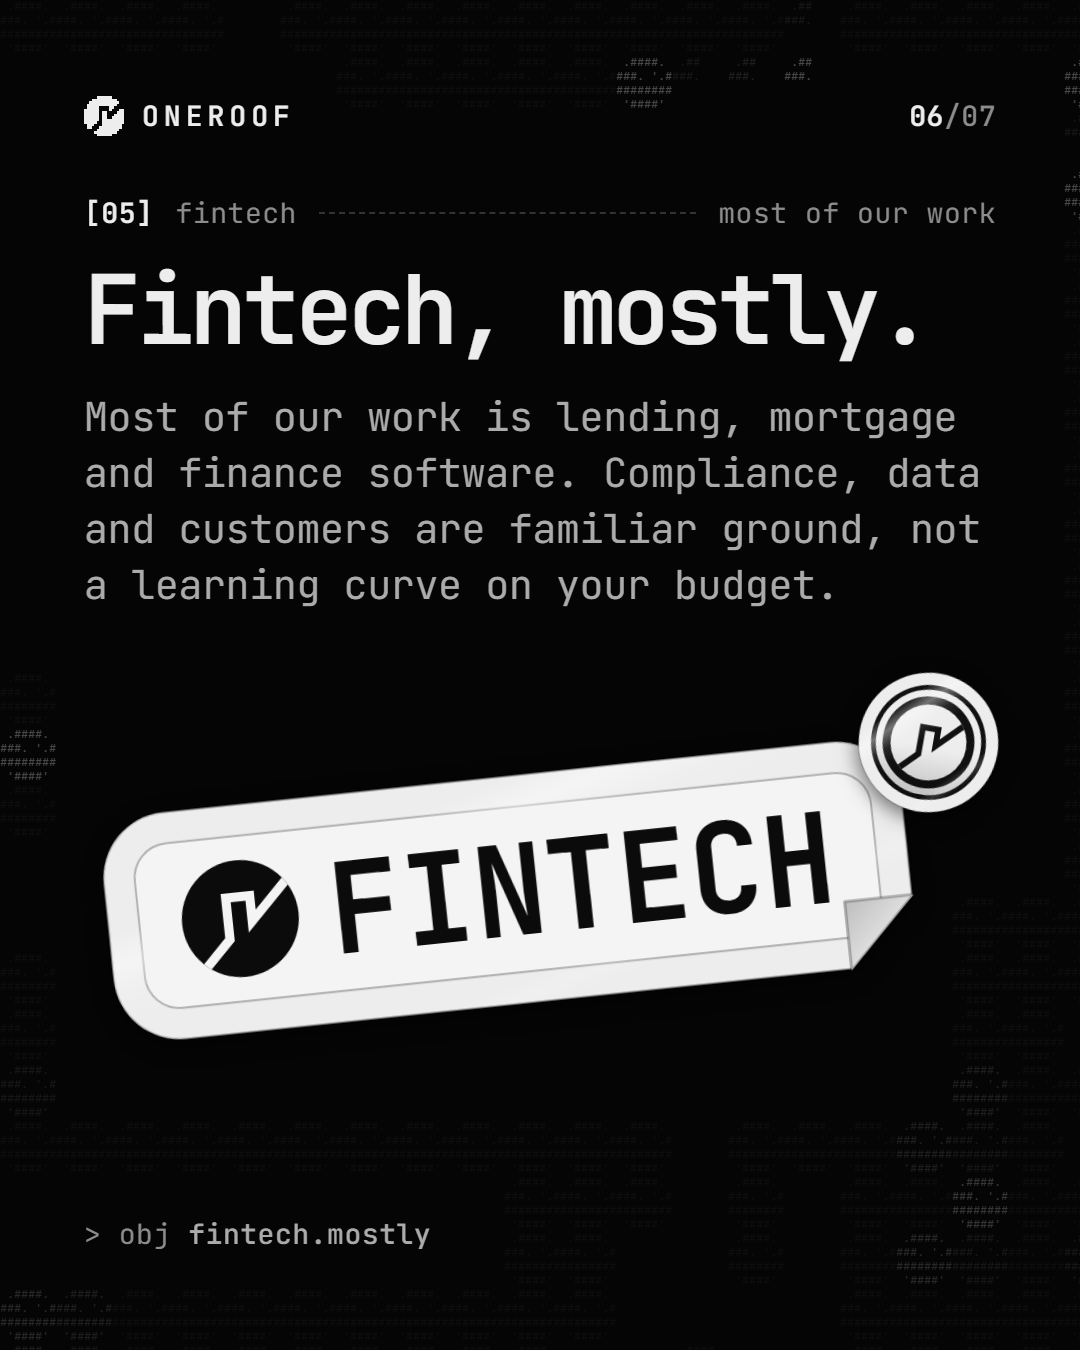 ONEROOF
06/07
[05] fintech
most of our work
Fintech, mostly.
Most of our work is lending, mortgage
and finance software. Compliance, data
and customers are familiar ground, not
a learning curve on your budget.
FINTECH
> obj fintech.mostly